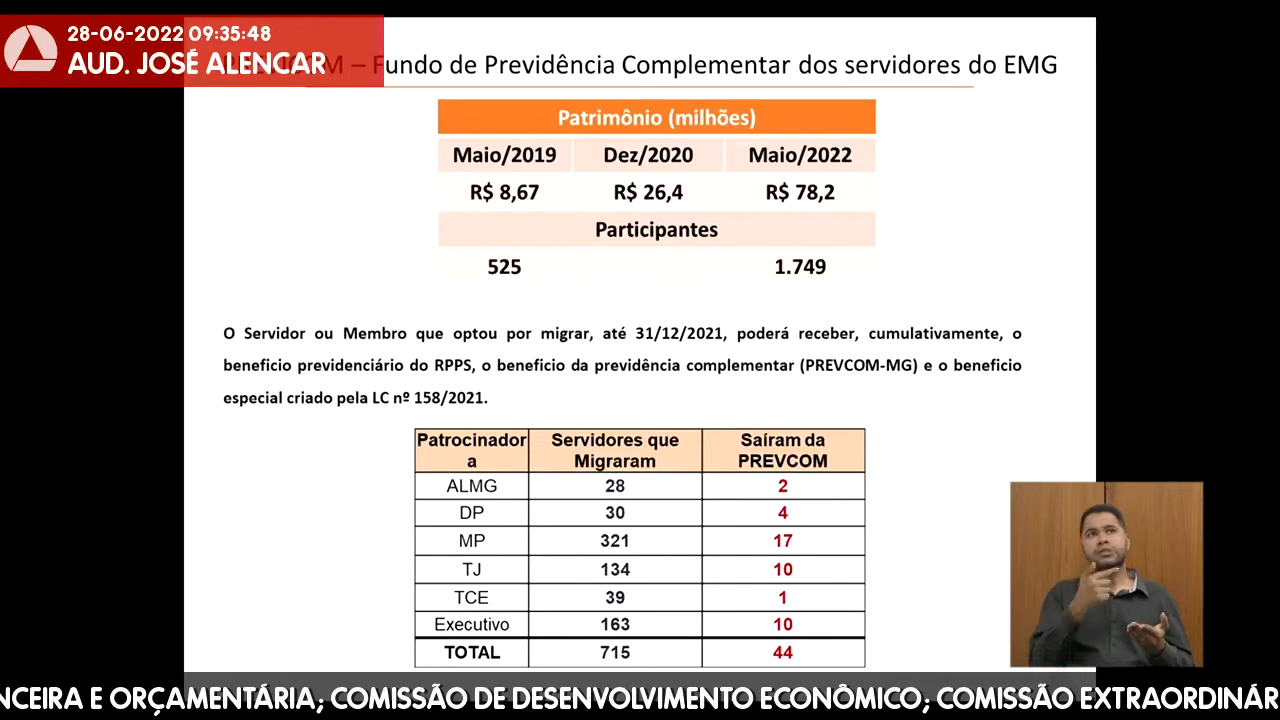 28-06-2022 09:35:48
AUD. JOSÉ ALENCAR
M – Fundo de Previdência Complementar dos servidores do EMG
Patrimônio (milhões)
Maio/2019 Dez/2020 Maio/2022
R$ 8,67 R$ 26,4 R$ 78,2
Participantes
525 1.749
O Servidor ou Membro que optou por migrar, até 31/12/2021, poderá receber, cumulativamente, o
beneficio previdenciário do RPPS, o beneficio da previdência complementar (PREVCOM-MG) e o beneficio
especial criado pela LC nº 158/2021.
Patrocinador Servidores que Saíram da
a Migraram PREVCOM
ALMG 28 2
DP 30 4
MP 321 17
TJ 134 10
TCE 39 1
Executivo 163 10
TOTAL 715 44
NCEIRA E ORÇAMENTÁRIA; COMISSÃO DE DESENVOLVIMENTO ECONÔMICO; COMISSÃO EXTRAORDINÁR